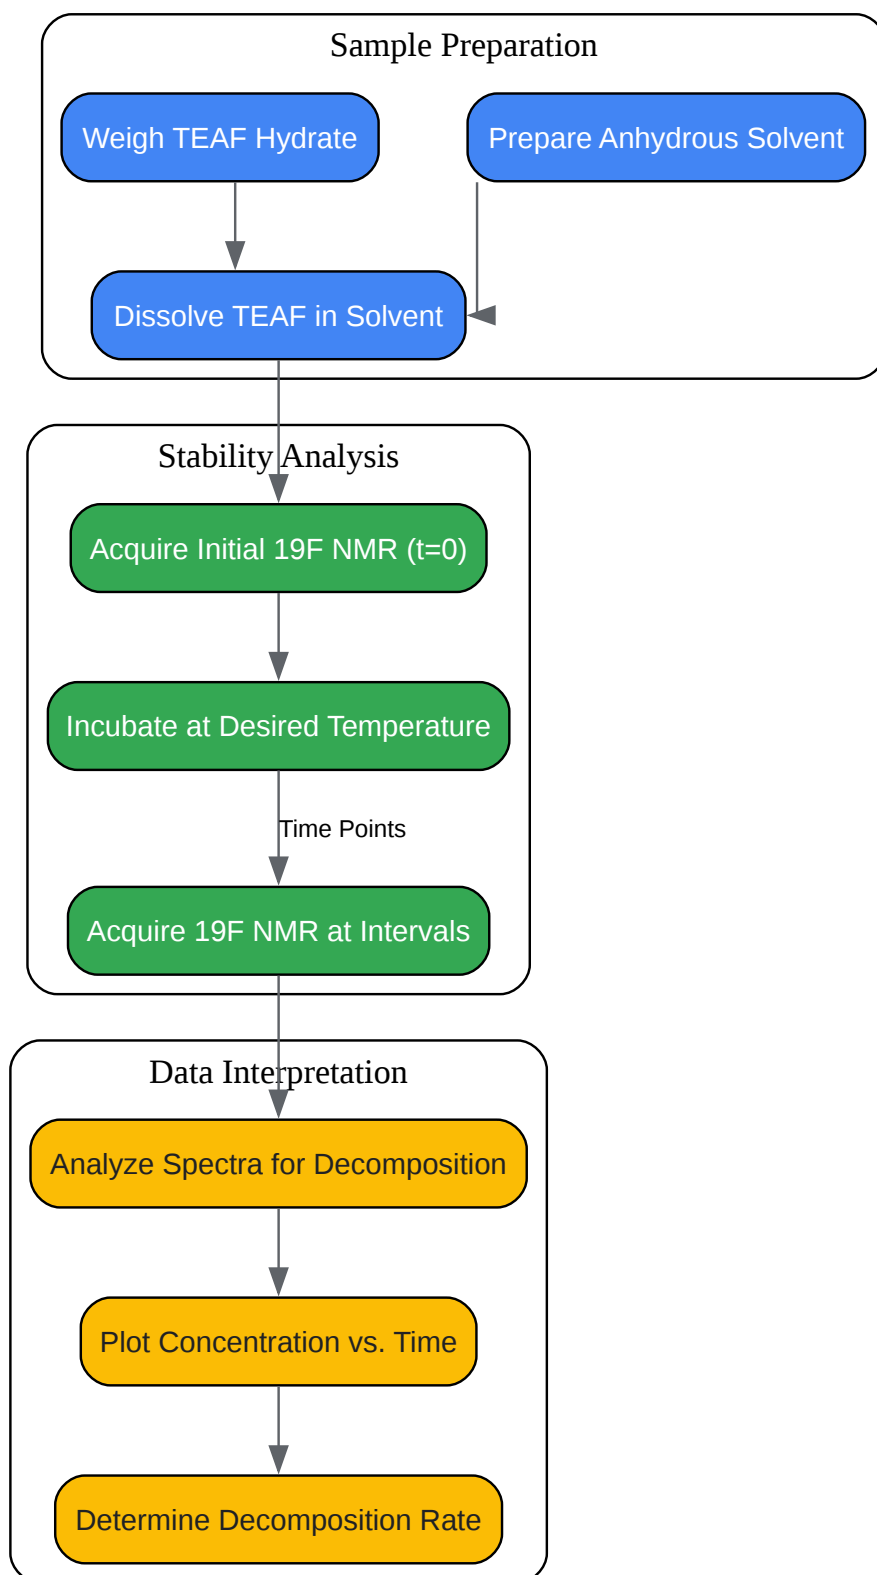 Sample Preparation
Weigh TEAF Hydrate
Prepare Anhydrous Solvent
Dissolve TEAF in Solvent
Stability Analysis
Acquire Initial 19F NMR (t=0)
Incubate at Desired Temperature
Time Points
Acquire 19F NMR at Intervals
Data Interpretation
Analyze Spectra for Decomposition
Plot Concentration vs. Time
Determine Decomposition Rate